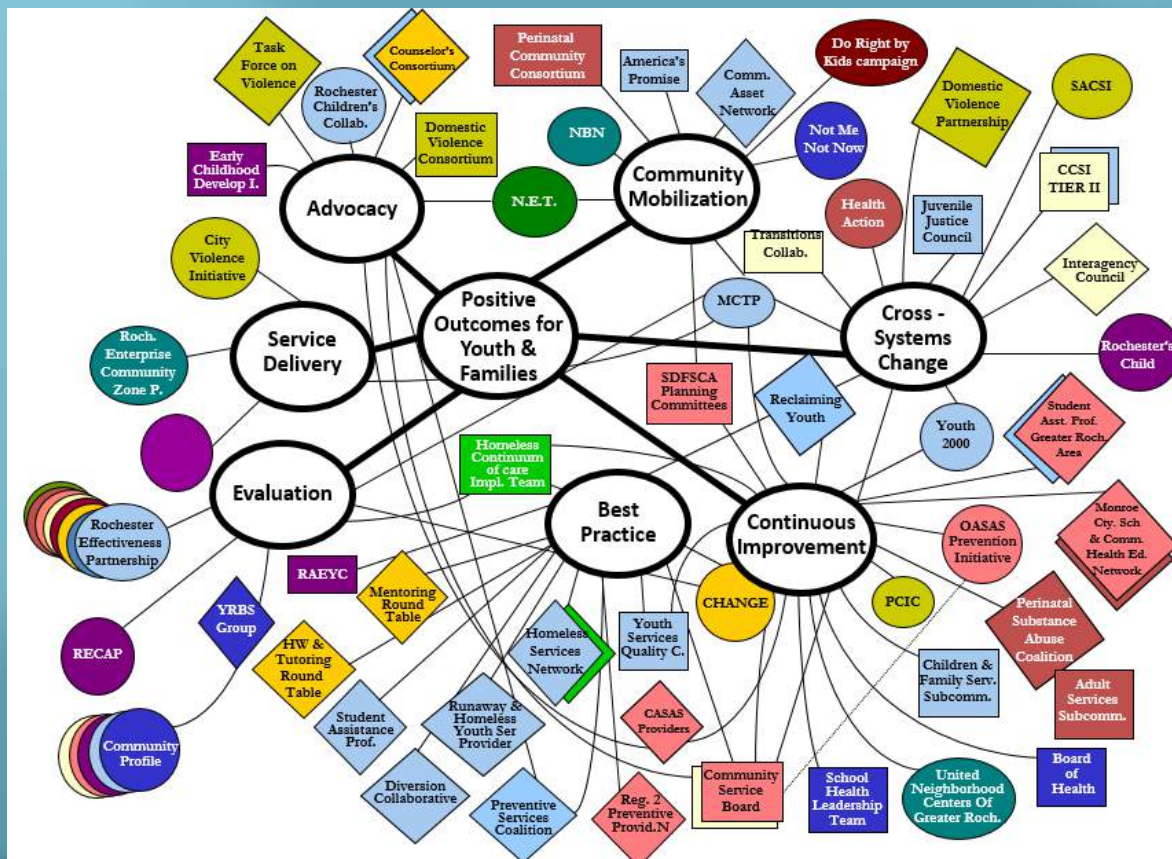 Task
Force on
Violence
Counselor's
Consortium
Rochester
Children's
Collab.
Perinatal
Community
Consortium
America's
Promise
Comm.
Asset
Network
Do Right by
Kids campaign
Domestic
Violence
Partnership
SACSI
Early
Childhood
Develop I.
Domestic
Violence
Consortium
NBN
Not Me
Not Now
CCSI
TIER II
Advocacy
N.E.T.
Community
Mobilization
Health
Action
Juvenile
Justice
Council
City
Violence
Initiative
Transitions
Collab.
Interagency
Council
Positive
Outcomes for
Youth &
Families
MCTP
Service
Delivery
Cross -
Systems
Change
Roch.
Enterprise
Community
Zone P.
Rochester's
Child
SDFSCA
Planning
Committees
Reclaiming
Youth
Youth
2000
Student
Asst. Prof.
Greater Roch.
Area
Homeless
Continuum
of care
Impl. Team
Evaluation
Best
Practice
Continuous
Improvement
Rochester
Effectiveness
Partnership
OASAS
Prevention
Initiative
Monroe
Cty. Sch
& Comm.
Health Ed.
Network
RAEYC
Mentoring
Round
Table
CHANGE
PCIC
Perinatal
Substance
Abuse
Coalition
YRBS
Group
RECAP
HW &
Tutoring
Round
Table
Homeless
Services
Network
Youth
Services
Quality C.
Children &
Family Serv.
Subcomm.
Adult
Services
Subcomm.
Student
Assistance
Prof.
Runaway &
Homeless
Youth Ser
Provider
CASAS
Providers
Community
Profile
Diversion
Collaborative
Preventive
Services
Coalition
Reg. 2
Preventive
Provid.N
Community
Service
Board
School
Health
Leadership
Team
United
Neighborhood
Centers Of
Greater Roch.
Board
of
Health